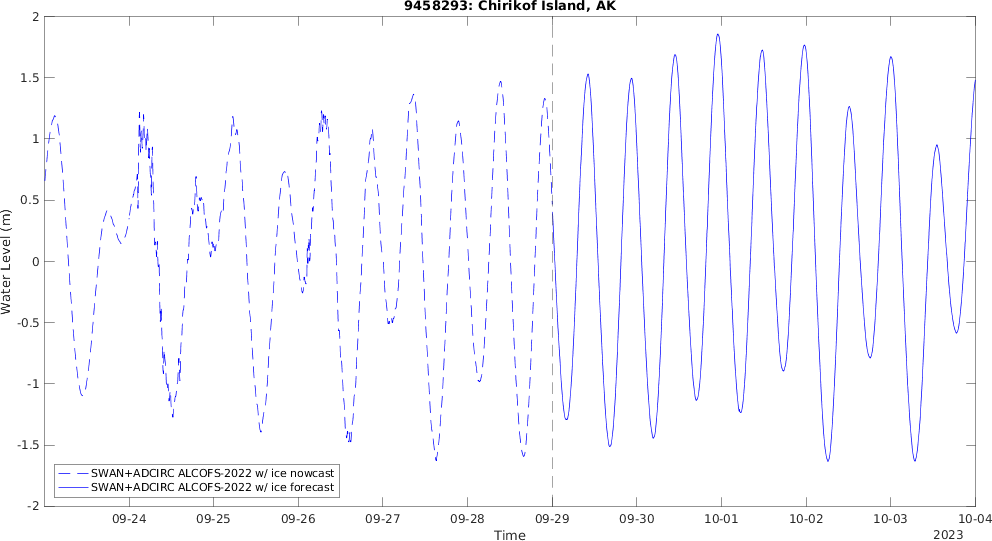 9458293: Chirikof Island, AK
2
1.5
1
0.5
0
-0.5
-1
-1.5
-2
Water Level (m)
SWAN+ADCIRC ALCOFS-2022 w/ ice nowcast
SWAN+ADCIRC ALCOFS-2022 w/ ice forecast
09-24 09-25 09-26 09-27 09-28 09-29 09-30 10-01 10-02 10-03 10-04
Time
2023